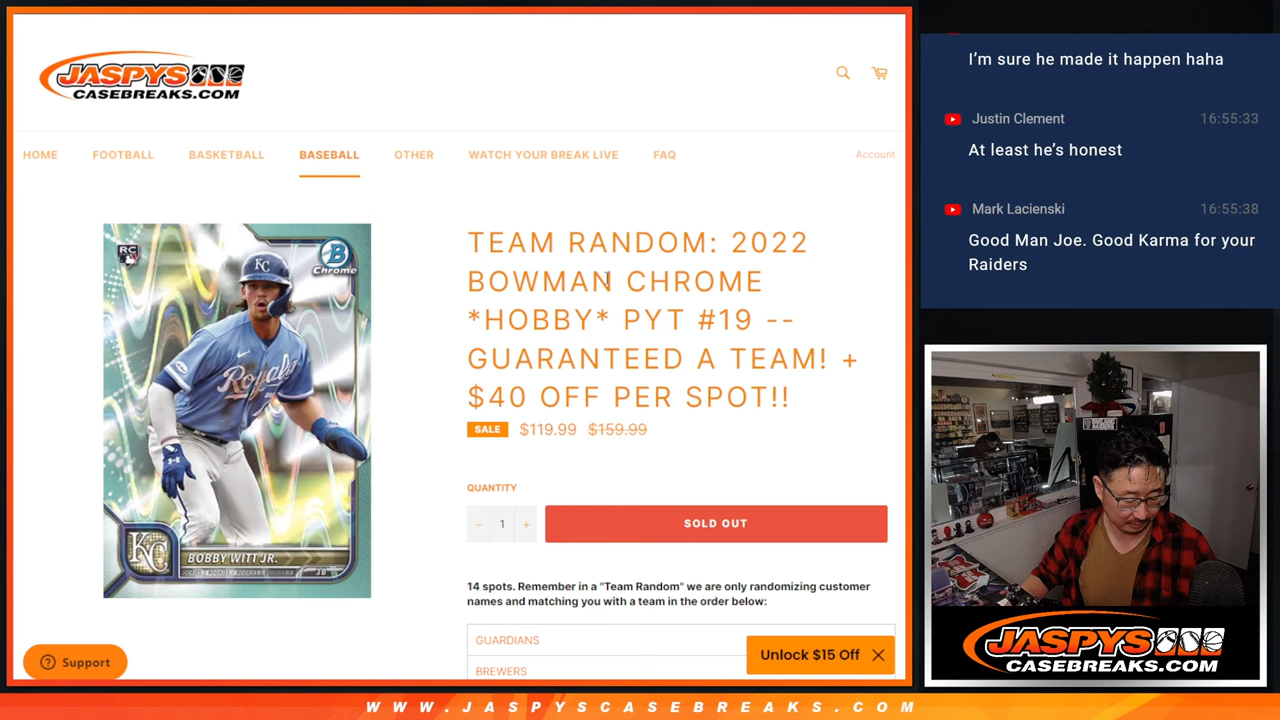 JASPYS
CASEBREAKS.COM
HOME FOOTBALL BASKETBALL BASEBALL OTHER WATCH YOUR BREAK LIVE FAQ Account
RC
B
Chrome
KC
Royals
KC
BOBBY WITT JR.
TEAM RANDOM: 2022
BOWMAN CHROME
*HOBBY* PYT #19 --
GUARANTEED A TEAM! +
$40 OFF PER SPOT!!
SALE $119.99 $159.99
QUANTITY
− 1 +
SOLD OUT
14 spots. Remember in a "Team Random" we are only randomizing customer
names and matching you with a team in the order below:
GUARDIANS
BREWERS
Support
Unlock $15 Off
I'm sure he made it happen haha
Justin Clement 16:55:33
At least he's honest
Mark Lacienski 16:55:38
Good Man Joe. Good Karma for your
Raiders
JASPYS
CASEBREAKS.COM
WWW.JASPYSCASEBREAKS.COM